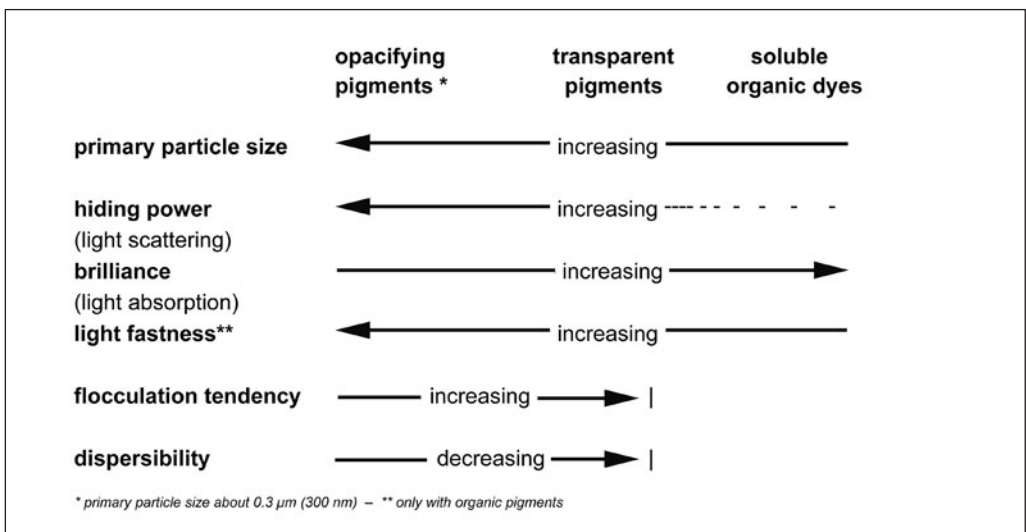 opacifying pigments *
transparent pigments
soluble organic dyes
primary particle size increasing
hiding power increasing
(light scattering)
brilliance increasing
(light absorption)
light fastness** increasing
flocculation tendency increasing
dispersibility decreasing
* primary particle size about 0.3 µm (300 nm) – ** only with organic pigments